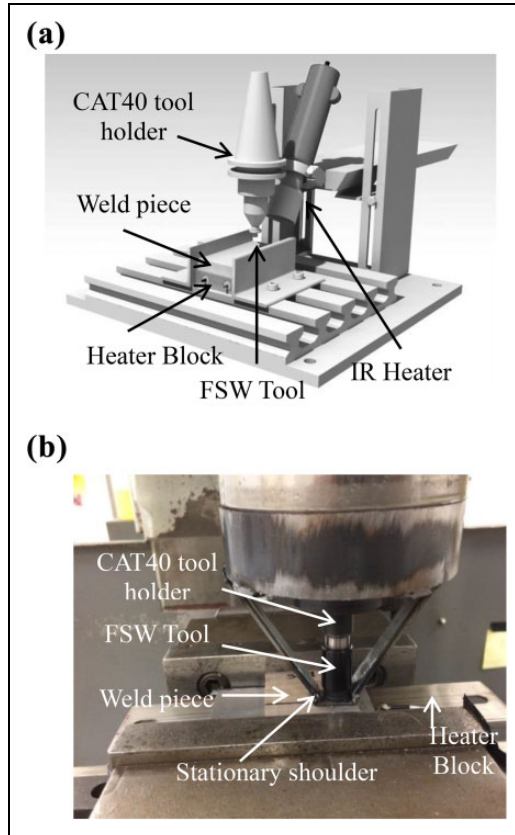 (a)
CAT40 tool
holder
Weld piece
Heater Block
FSW Tool
IR Heater
(b)
CAT40 tool
holder
FSW Tool
Weld piece
Stationary shoulder
Heater
Block